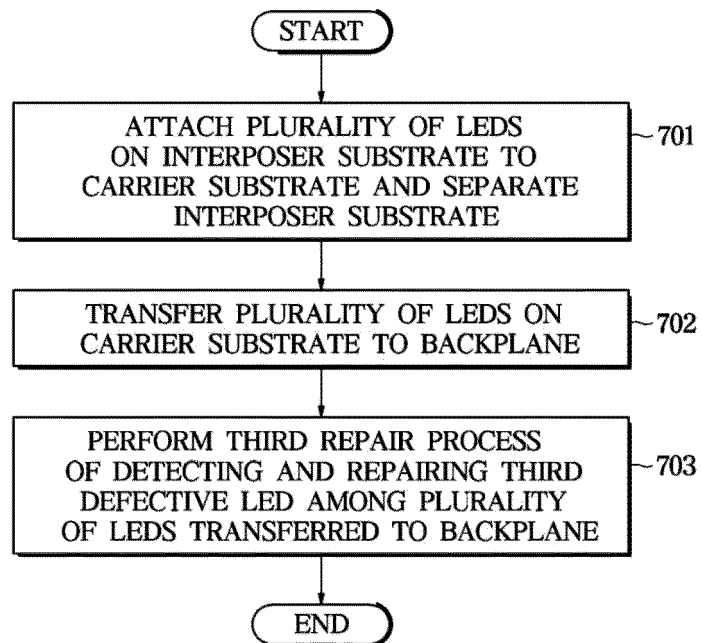 START
ATTACH PLURALITY OF LEDS
ON INTERPOSER SUBSTRATE TO
CARRIER SUBSTRATE AND SEPARATE
INTERPOSER SUBSTRATE
701
TRANSFER PLURALITY OF LEDS ON
CARRIER SUBSTRATE TO BACKPLANE
702
PERFORM THIRD REPAIR PROCESS
OF DETECTING AND REPAIRING THIRD
DEFECTIVE LED AMONG PLURALITY
OF LEDS TRANSFERRED TO BACKPLANE
703
END